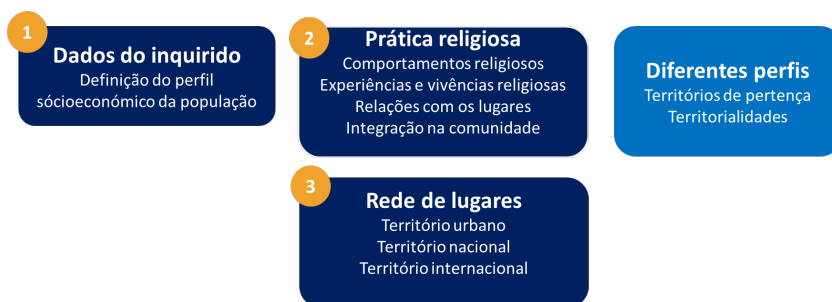 1
Dados do inquirido
Definição do perfil
sócioeconómico da população
2
Prática religiosa
Comportamentos religiosos
Experiências e vivências religiosas
Relações com os lugares
Integração na comunidade
Diferentes perfis
Territórios de pertença
Territorialidades
3
Rede de lugares
Território urbano
Território nacional
Território internacional